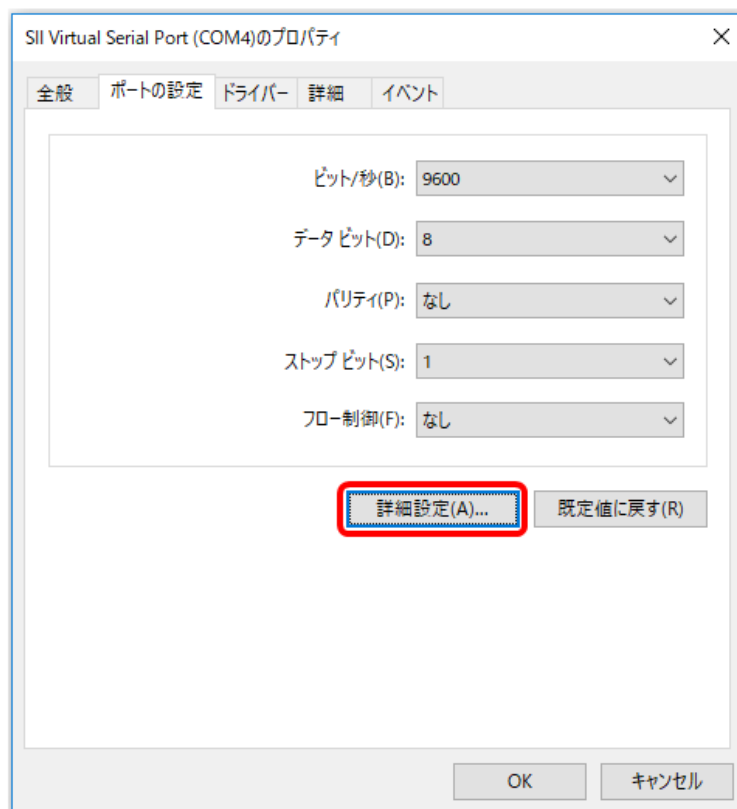 SII Virtual Serial Port (COM4)のプロパティ
全般 ポートの設定 ドライバー 詳細 イベント
ビット/秒(B): 9600
データ ビット(D): 8
パリティ(P): なし
ストップ ビット(S): 1
フロー制御(F): なし
詳細設定(A)... 既定値に戻す(R)
OK キャンセル